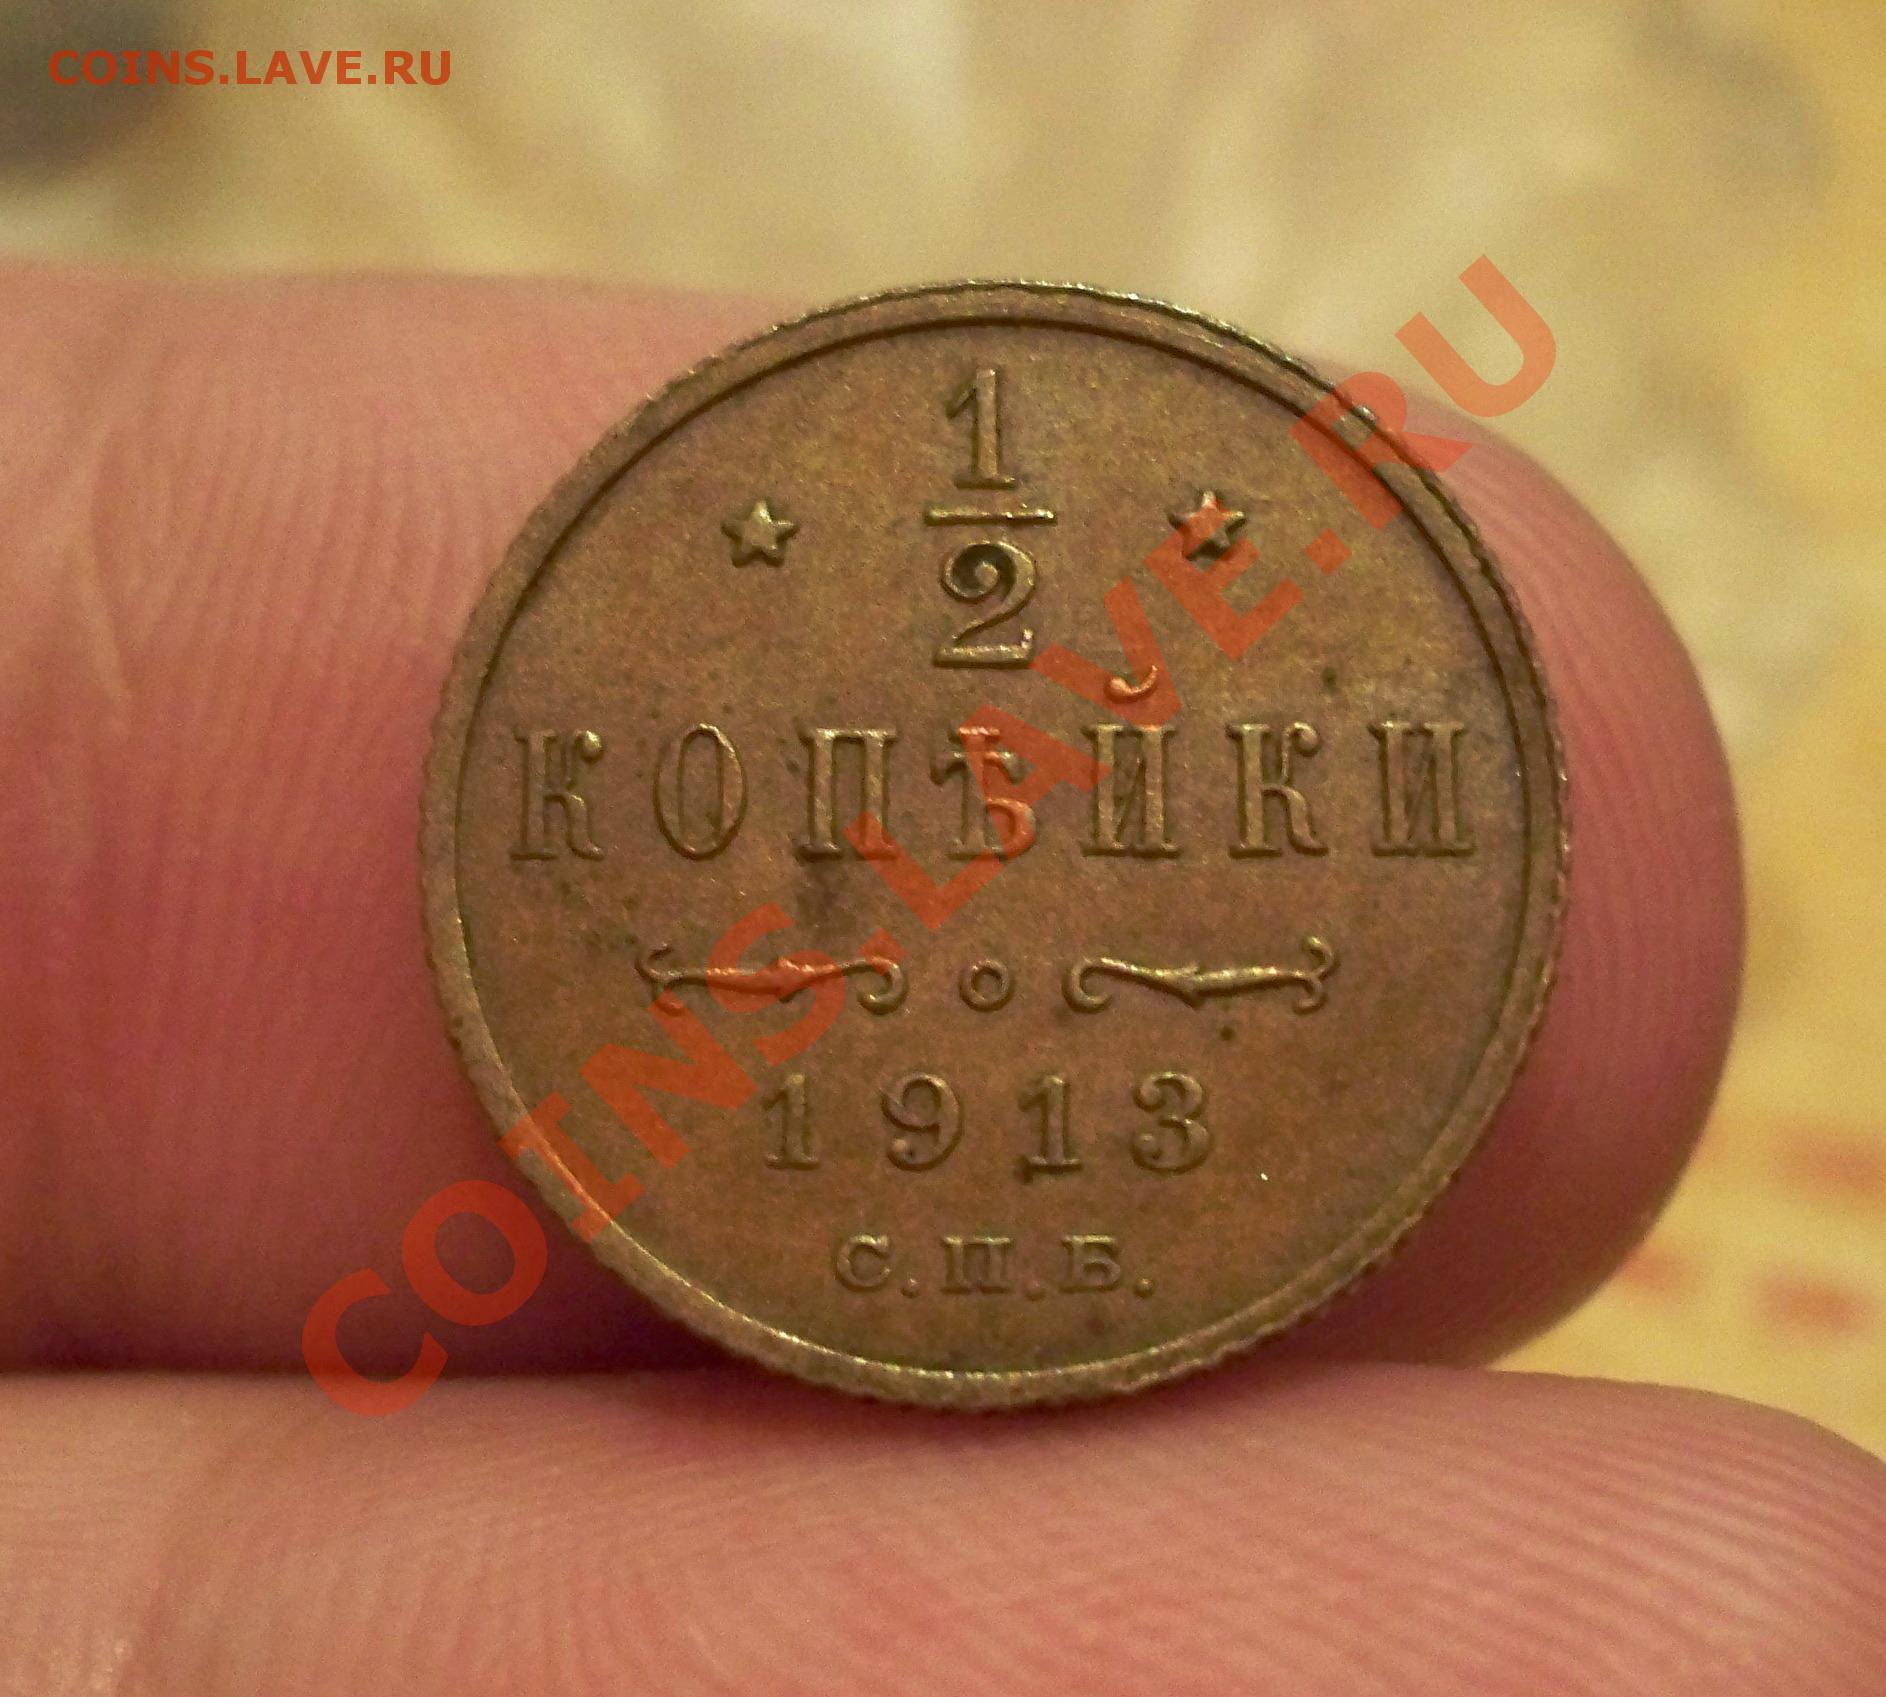 COINS.LAVE.RU
1/2
КОПѢЙКИ
1913
С.П.Б.
COINS.LAVE.RU